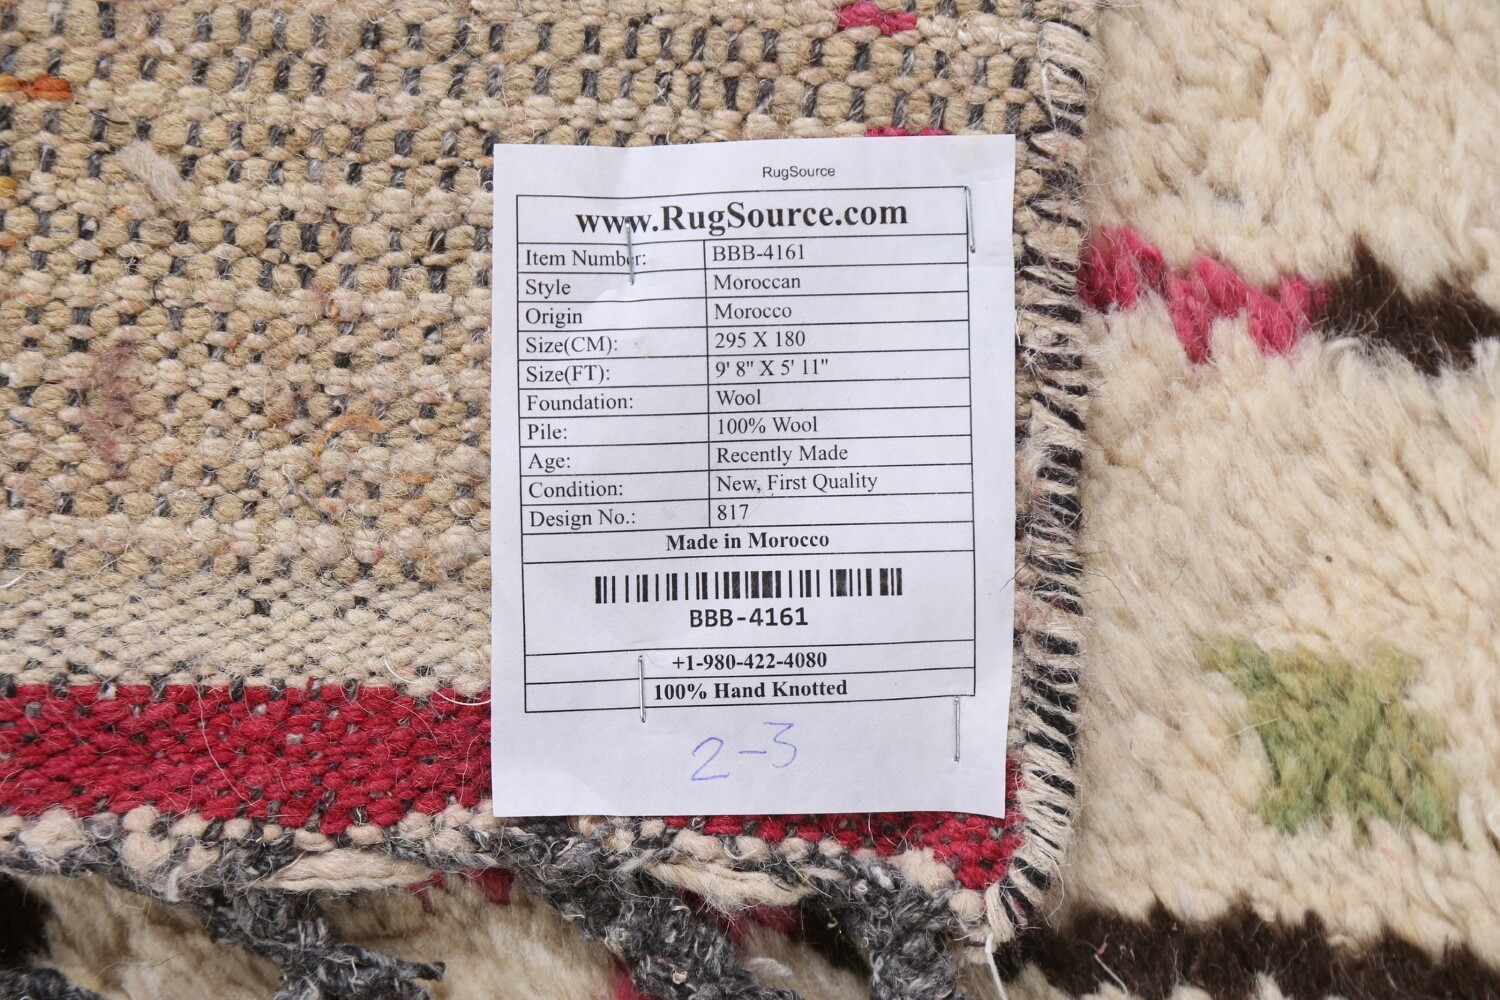 RugSource
www.RugSource.com
Item Number: BBB-4161
Style Moroccan
Origin Morocco
Size(CM): 295 X 180
Size(FT): 9' 8" X 5' 11"
Foundation: Wool
Pile: 100% Wool
Age: Recently Made
Condition: New, First Quality
Design No.: 817
Made in Morocco
BBB-4161
+1-980-422-4080
100% Hand Knotted
2-3